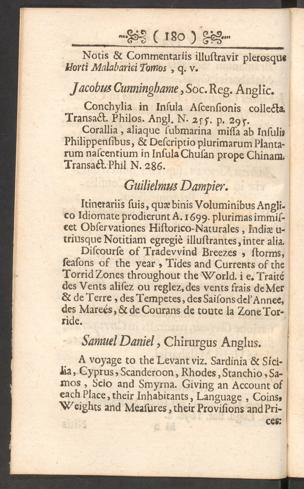 ( 180 )
Notis & Commentariis illustravit plerosque
Horti Malabarici Tomos, q. v.
Jacobus Cunninghame, Soc. Reg. Anglic.
Conchylia in Insula Ascensionis collecta
Transact. Philos. Angl. N. 255. p. 295.
Corallia, aliaque submarina missa ab Insulis
Philippensibus, & Descriptio plurimarum Planta-
rum nascentium in Insula Chusan prope Chinam.
Transact. Phil N. 286.
Guilielmus Dampier.
Itinerariis suis, quæ binis Voluminibus Angli-
co Idiomate prodierunt A. 1699. plurimas immis-
cet Observationes Historico-Naturales, Indiæ u-
triusque Notitiam egregiè illustrantes, inter alia.
Discourse of Tradevvind Breezes, storms,
seasons of the year, Tides and Currents of the
Torrid Zones throughout the World. i e. Traité
des Vents alisez ou reglez, des vents frais de Mer
& de Terre, des Tempetes, des Saisons del'Année,
des Mareés, & de Courans de toute la Zone Tor-
ride.
Samuel Daniel, Chirurgus Anglus.
A voyage to the Levant viz. Sardinia & Sici-
lia, Cyprus, Scanderoon, Rhodes, Stanchio, Sa-
mos, Scio and Smyrna. Giving an Account of
each Place, their Inhabitants, Language, Coins,
Weights and Measures, their Provisions and Pri-
ces: